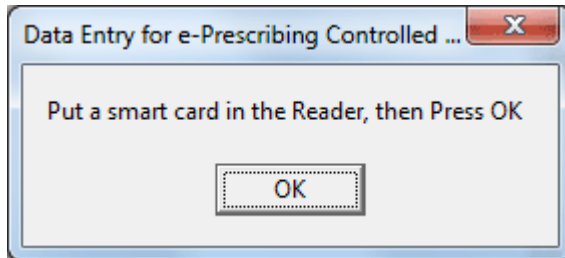 Data Entry for e-Prescribing Controlled ...
Put a smart card in the Reader, then Press OK
OK